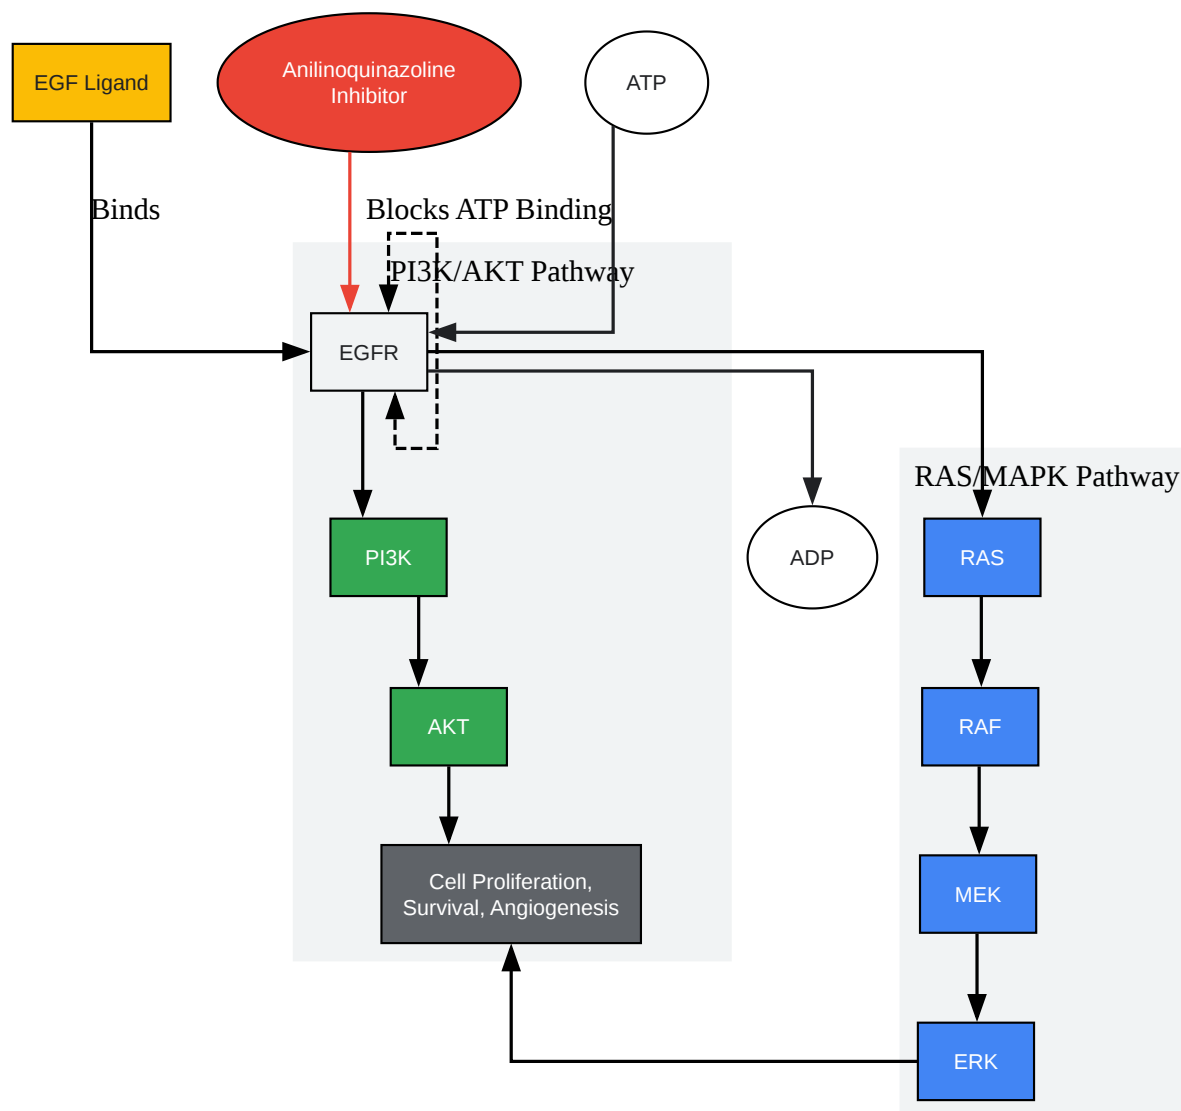 EGF Ligand
Anilinoquinazoline
Inhibitor
ATP
Binds
Blocks ATP Binding
PI3K/AKT Pathway
EGFR
RAS/MAPK Pathway
PI3K
ADP
RAS
AKT
RAF
Cell Proliferation,
Survival, Angiogenesis
MEK
ERK